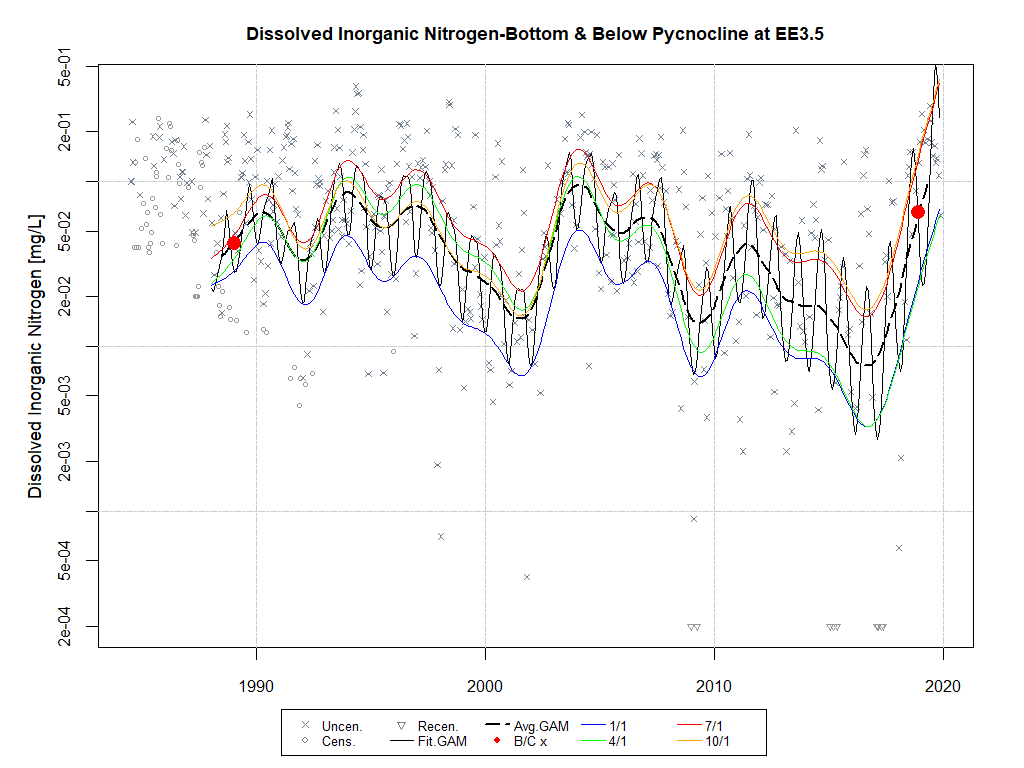 Dissolved Inorganic Nitrogen-Bottom & Below Pycnocline at EE3.5
Dissolved Inorganic Nitrogen [mg/L]
5e-01
2e-01
5e-02
2e-02
5e-03
2e-03
5e-04
2e-04
1990 2000 2010 2020
Uncen. Recen. Avg.GAM 1/1 7/1
Cens. Fit.GAM B/C x 4/1 10/1